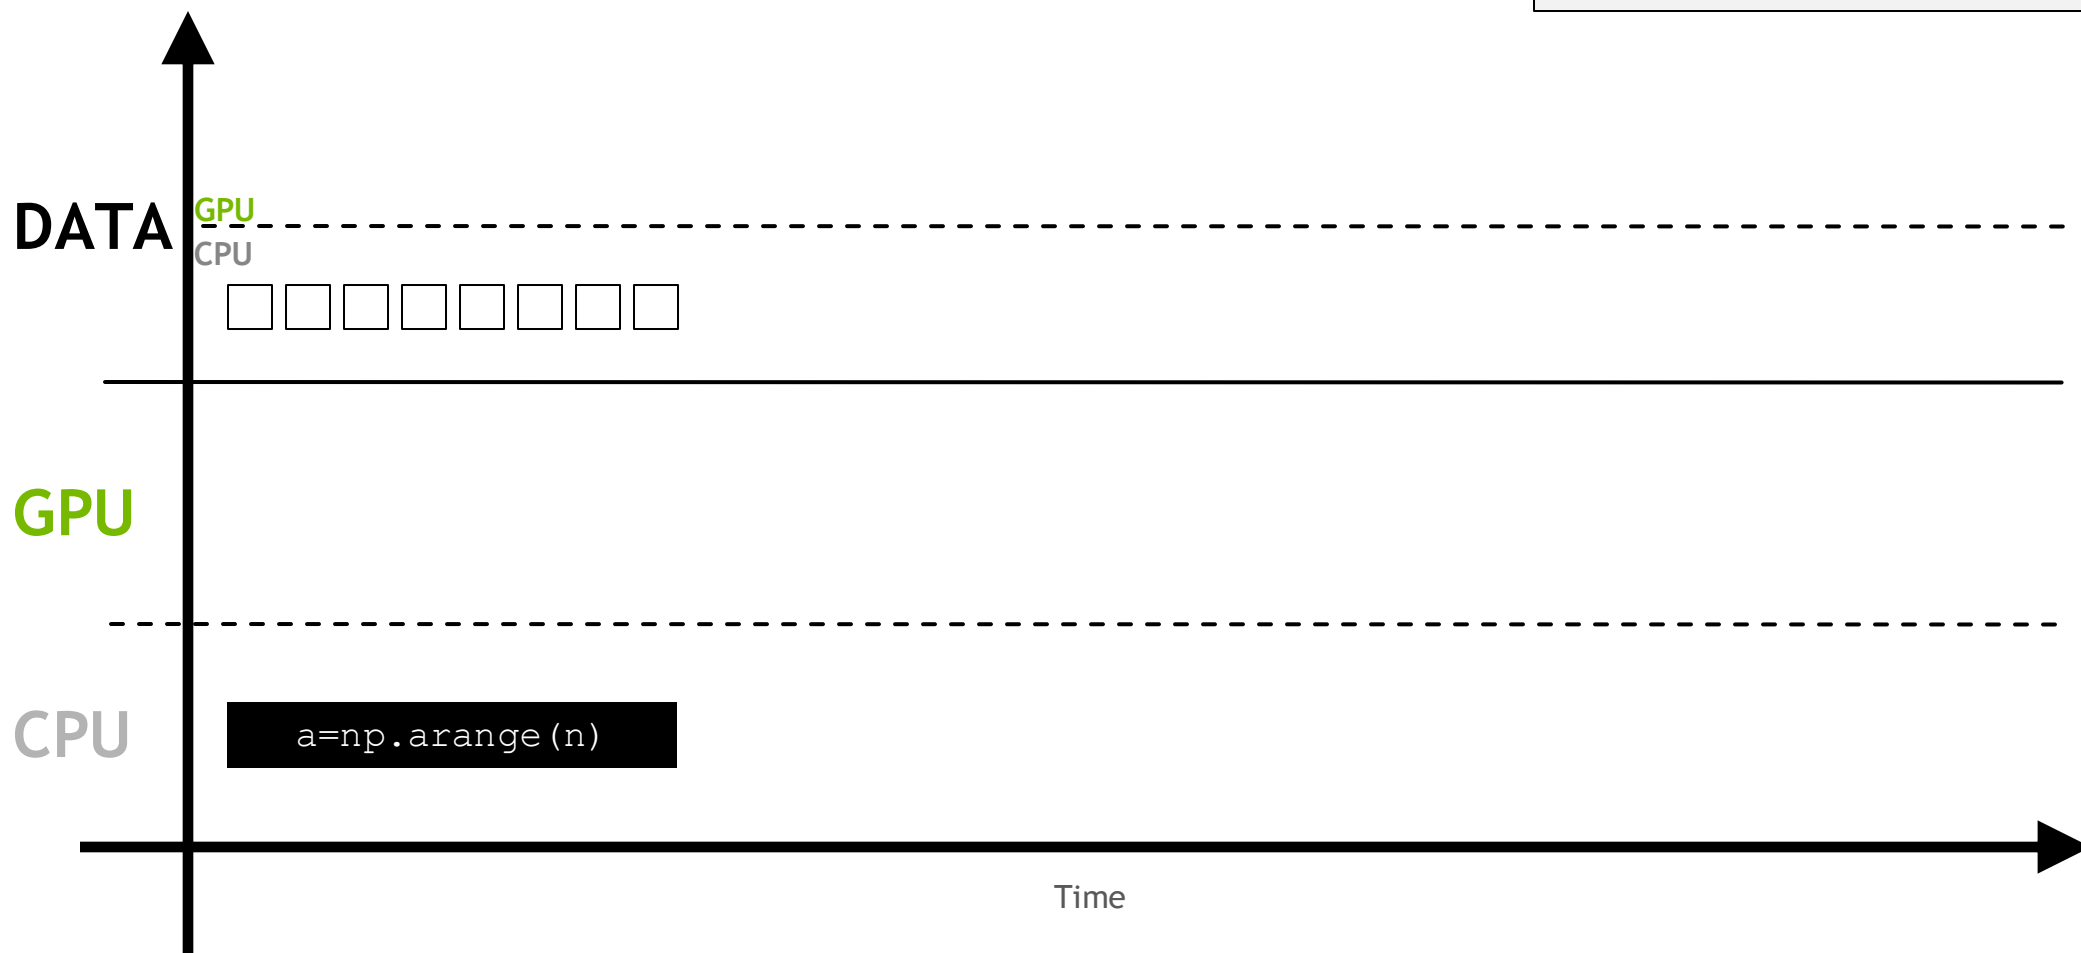 DATA
GPU
CPU
GPU
CPU
a=np.arange(n)
Time